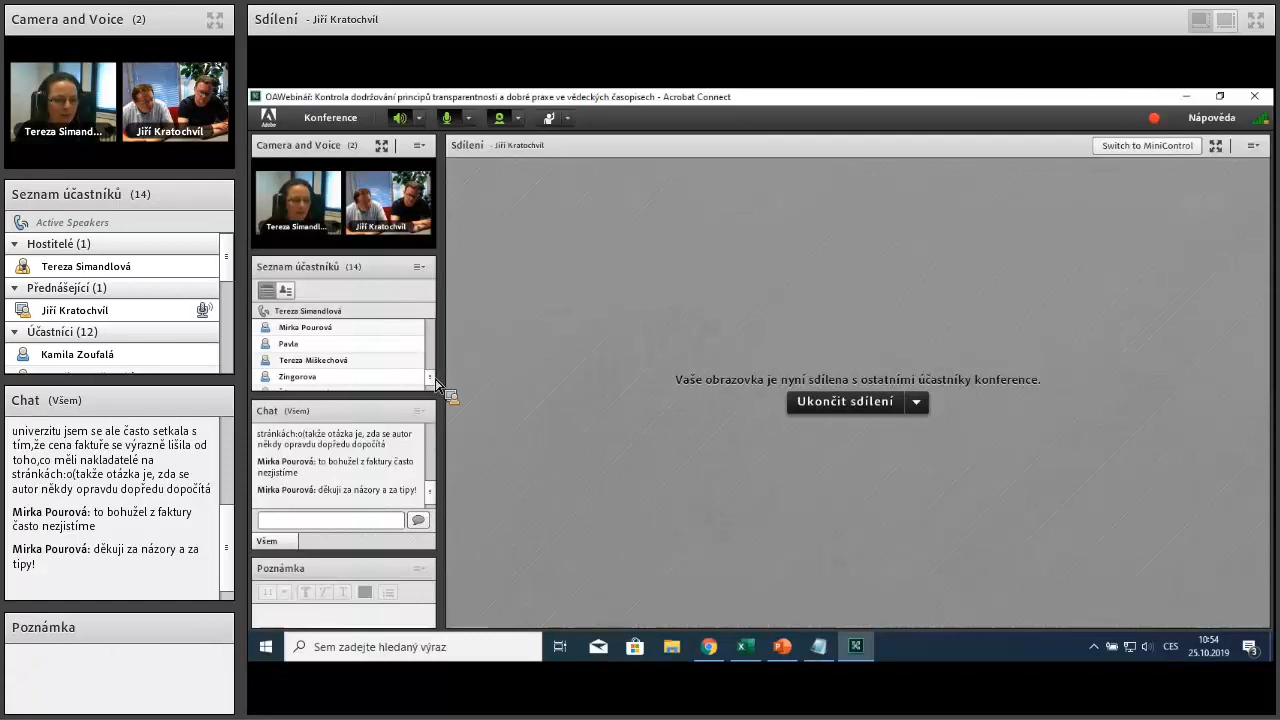 Camera and Voice (2)
Tereza Simand...
Jiří Kratochvíl
Seznam účastníků (14)
Active Speakers
Hostitelé (1)
Tereza Simandlová
Přednášející (1)
Jiří Kratochvíl
Účastníci (12)
Kamila Zoufalá
Chat (Všem)
univerzitu jsem se ale často setkala s
tím,že cena faktuře se výrazně lišila od
toho,co měli nakladatelé na
stránkách:o(takže otázka je, zda se
autor někdy opravdu dopředu dopočítá
Mirka Pourová: to bohužel z faktury
často nezjistíme
Mirka Pourová: děkuji za názory a za
tipy!
Poznámka
Sdílení - Jiří Kratochvíl
OAWebinář: Kontrola dodržování principů transparentnosti a dobré praxe ve vědeckých časopisech - Acrobat Connect
Adobe
Konference
Nápověda
Camera and Voice (2)
Tereza Simandl...
Jiří Kratochvíl
Seznam účastníků (14)
Tereza Simandlová
Mirka Pourová
Pavla
Tereza Miškechová
Zingorova
Chat (Všem)
stránkách:o(takže otázka je, zda se autor
někdy opravdu dopředu dopočítá
Mirka Pourová: to bohužel z faktury často
nezjistíme
Mirka Pourová: děkuji za názory a za tipy!
Všem
Poznámka
11
Sdílení - Jiří Kratochvíl
Switch to MiniControl
Vaše obrazovka je nyní sdílena s ostatními účastníky konference.
Ukončit sdílení
Sem zadejte hledaný výraz
CES
10:54
25.10.2019
3